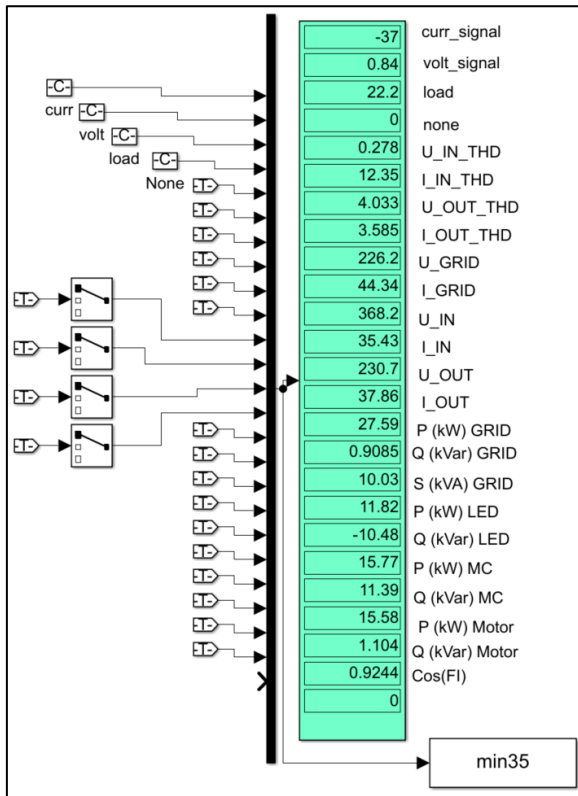 -37 curr_signal
0.84 volt_signal
-C- 22.2 load
curr -C- 0 none
volt -C- 0.278 U_IN_THD
load -C- 12.35 I_IN_THD
None
-T- 4.033 U_OUT_THD
-T- 3.585 I_OUT_THD
-T- 226.2 U_GRID
-T- 44.34 I_GRID
-T- 368.2 U_IN
-T- 35.43 I_IN
-T- 230.7 U_OUT
-T- 37.86 I_OUT
-T- 27.59 P (kW) GRID
-T- 0.9085 Q (kVar) GRID
-T- 10.03 S (kVA) GRID
-T- 11.82 P (kW) LED
-T- -10.48 Q (kVar) LED
-T- 15.77 P (kW) MC
-T- 11.39 Q (kVar) MC
-T- 15.58 P (kW) Motor
-T- 1.104 Q (kVar) Motor
-T- 0.9244 Cos(FI)
-T- 0
-T-
min35